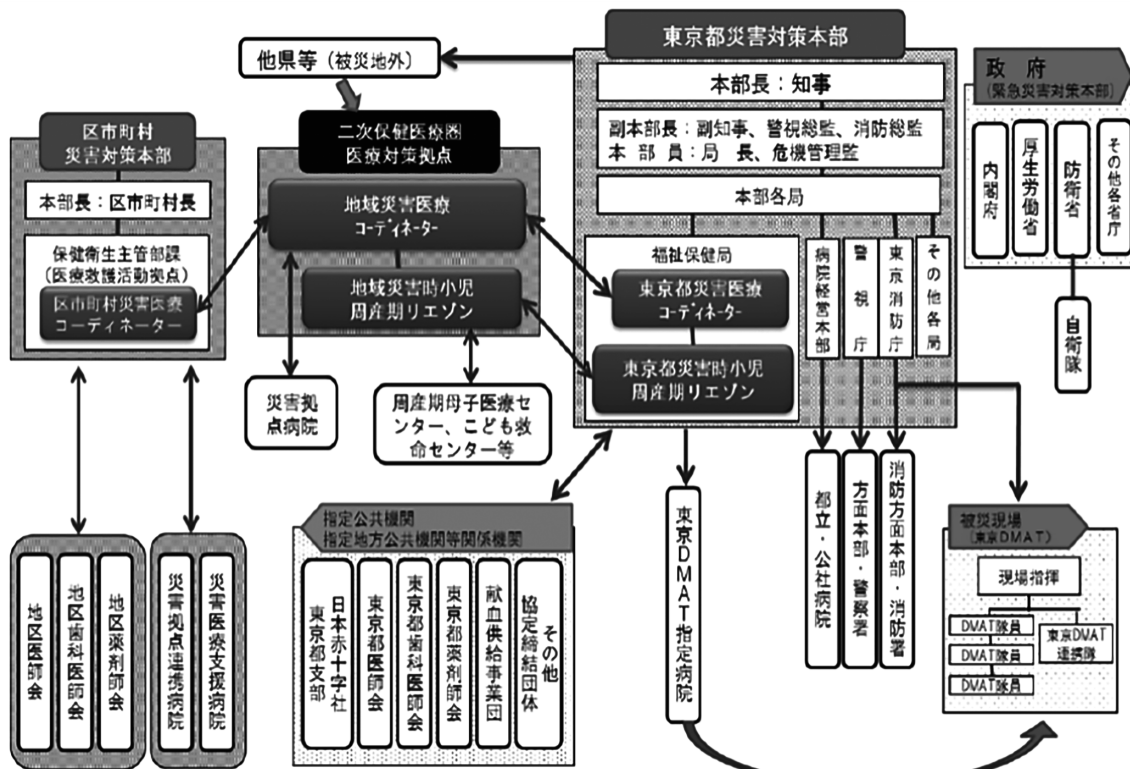 東京都災害対策本部
本部長：知事
副本部長：副知事、警視総監、消防総監
本 部 員：局 長、危機管理監
本部各局
福祉保健局
東京都災害医療
コーディネーター
東京都災害時小児
周産期リエゾン
病院経営本部
警視庁
東京消防庁
その他各局
他県等（被災地外）
二次保健医療圏
医療対策拠点
地域災害医療
コーディネーター
地域災害時小児
周産期リエゾン
災害拠
点病院
周産期母子医療セ
ンター、こども救
命センター等
区市町村
災害対策本部
本部長：区市町村長
保健衛生主管部課
（医療救護活動拠点）
区市町村災害医療
コーディネーター
政 府
（緊急災害対策本部）
内閣府
厚生労働省
防衛省
その他各省庁
自衛隊
地区医師会
地区歯科医師会
地区薬剤師会
災害拠点連携病院
災害医療支援病院
指定公共機関
指定地方公共機関等関係機関
日本赤十字社
東京都支部
東京都医師会
東京都歯科医師会
東京都薬剤師会
献血供給事業団
その他
協定締結団体
東京DMAT指定病院
都立・公社病院
方面本部・警察署
消防方面本部・消防署
被災現場
（東京DMAT）
現場指揮
DMAT隊員
DMAT隊員
DMAT隊員
東京DMAT
連携隊